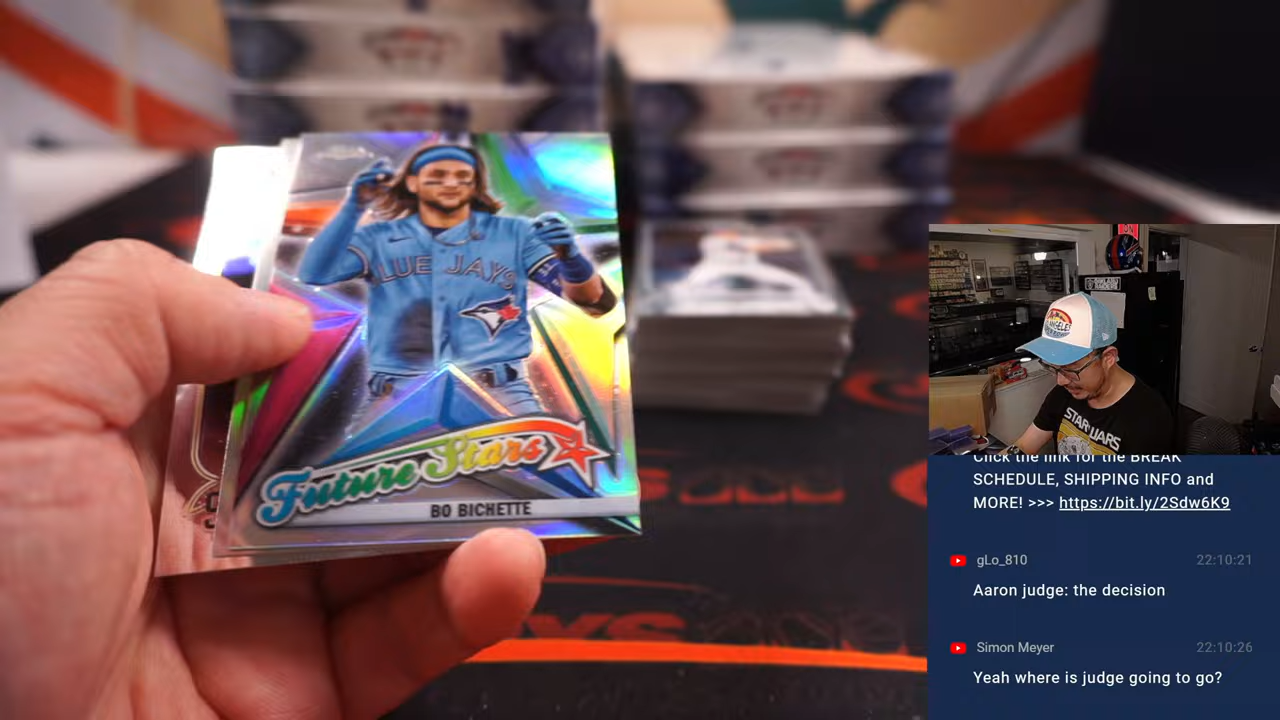 BLUE JAYS
Future Stars
BO BICHETTE
STAR WARS
Click the link for the BREAK
SCHEDULE, SHIPPING INFO and
MORE! >>> https://bit.ly/2Sdw6K9
gLo_810 22:10:21
Aaron judge: the decision
Simon Meyer 22:10:26
Yeah where is judge going to go?